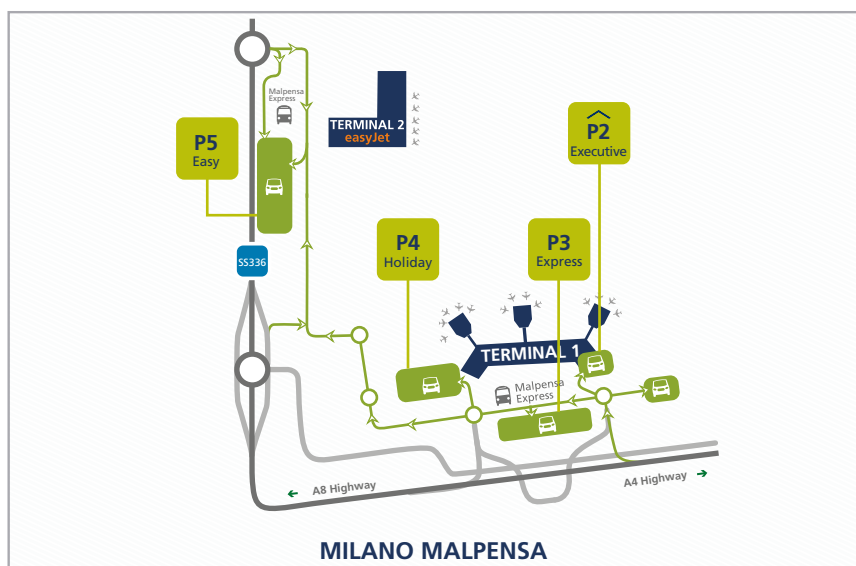 Malpensa
Express
TERMINAL 2
easyJet
P5
Easy
P2
Executive
SS336
P4
Holiday
P3
Express
TERMINAL 1
Malpensa
Express
A8 Highway
A4 Highway
MILANO MALPENSA